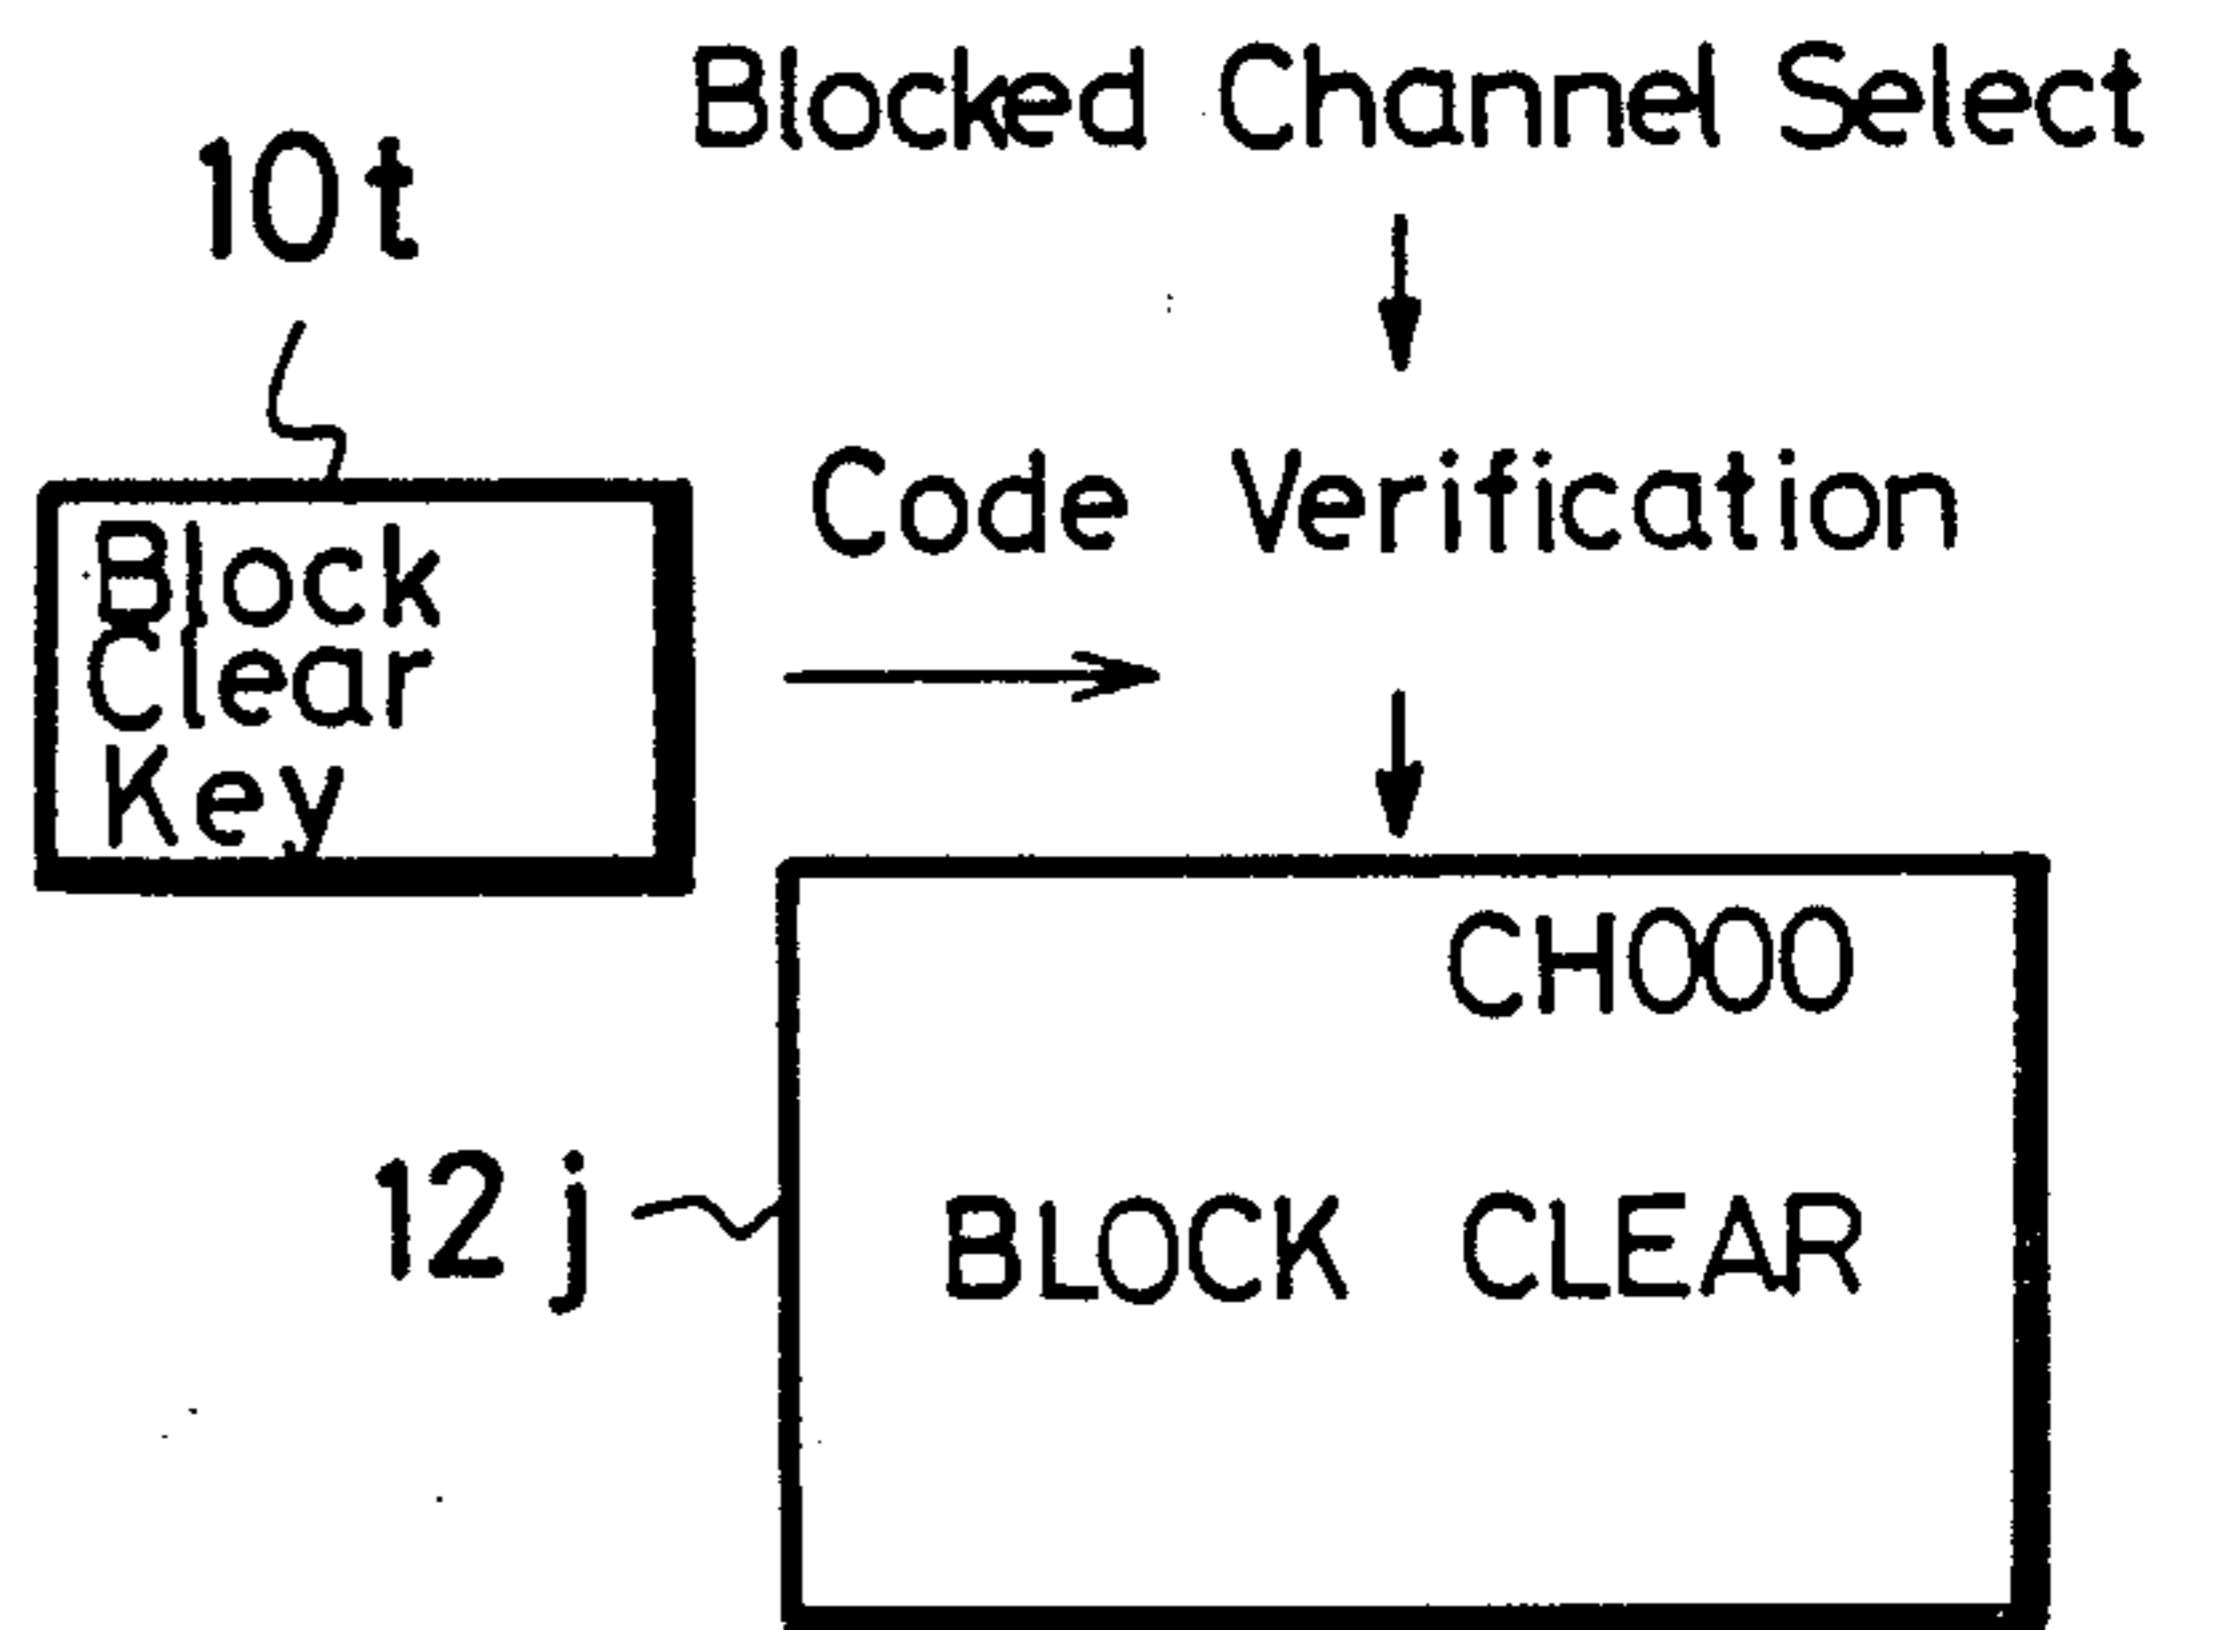 Blocked Channel Select
10t
Code Verification
Block
Clear
Key
CH000
12j
BLOCK CLEAR